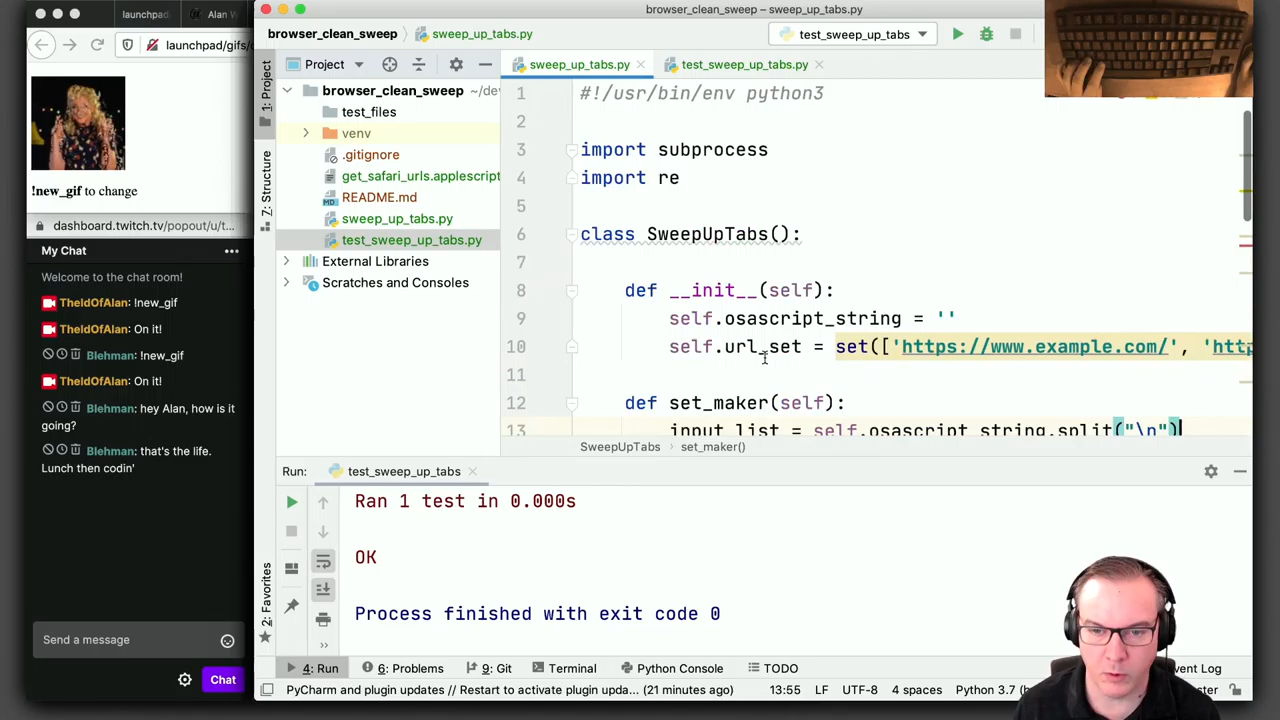 launchpad
Alan W
launchpad/gifs/
!new_gif to change
dashboard.twitch.tv/popout/u/t...
My Chat
Welcome to the chat room!
TheIdOfAlan: !new_gif
TheIdOfAlan: On it!
Blehman: !new_gif
TheIdOfAlan: On it!
Blehman: hey Alan, how is it
going?
Blehman: that's the life.
Lunch then codin'
Send a message
Chat
browser_clean_sweep – sweep_up_tabs.py
browser_clean_sweep
sweep_up_tabs.py
test_sweep_up_tabs
1: Project
7: Structure
2: Favorites
Project
browser_clean_sweep ~/de
test_files
venv
.gitignore
get_safari_urls.applescript
README.md
sweep_up_tabs.py
test_sweep_up_tabs.py
External Libraries
Scratches and Consoles
sweep_up_tabs.py
test_sweep_up_tabs.py
1 #!/usr/bin/env python3
2
3 import subprocess
4 import re
5
6 class SweepUpTabs():
7
8 def __init__(self):
9 self.osascript_string = ''
10 self.url_set = set(['https://www.example.com/', 'http
11
12 def set_maker(self):
13 input_list = self.osascript_string.split("\n")
SweepUpTabs
set_maker()
Run:
test_sweep_up_tabs
Ran 1 test in 0.000s
OK
Process finished with exit code 0
4: Run
6: Problems
9: Git
Terminal
Python Console
TODO
vent Log
PyCharm and plugin updates // Restart to activate plugin upda... (21 minutes ago)
13:55
LF
UTF-8
4 spaces
Python 3.7 (b
ster